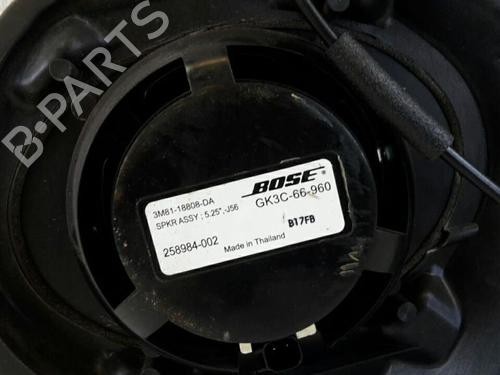 B-PARTS
3M81-18808-DA
SPKR ASSY : 5.25", J56
BOSE®
GK3C-66-960
258984-002
Made in Thailand
B17FB